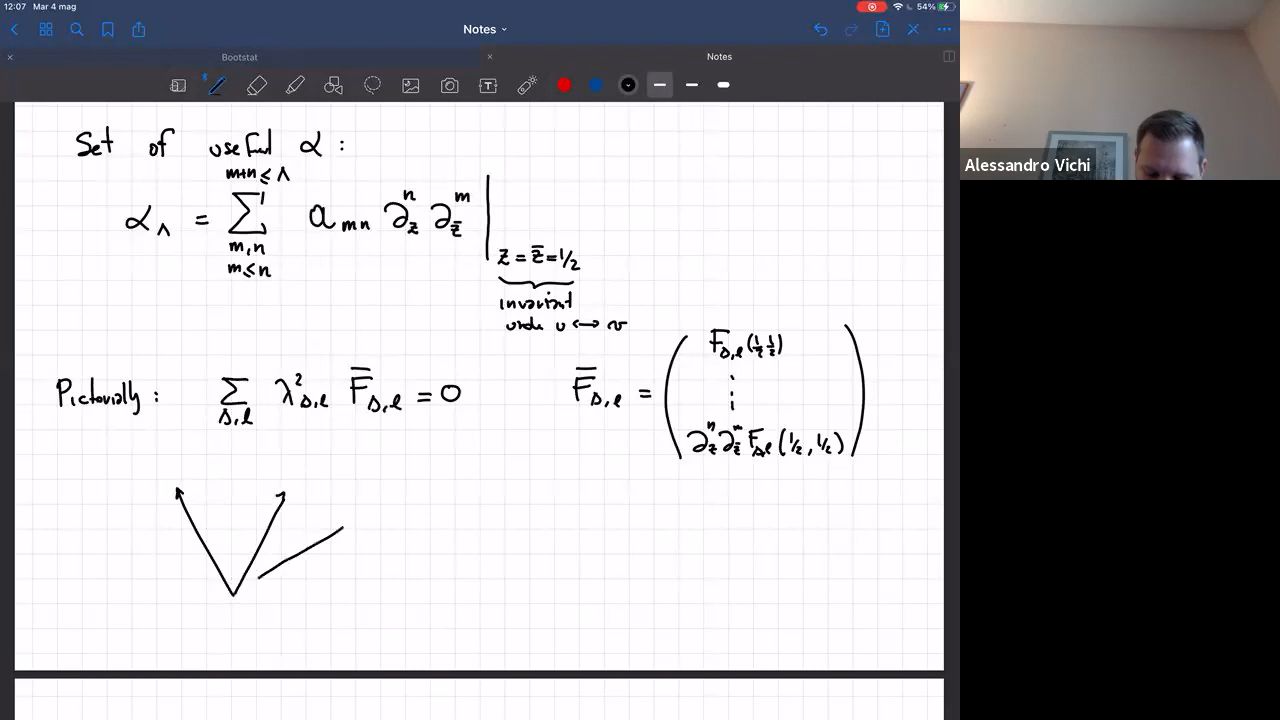 12:07 Mar 4 mag
54%
Notes
Bootstat
Notes
Alessandro Vichi
Set of useful α :
m+n ≤ Λ
α_Λ = ∑ a_mn ∂_z^n ∂_z̄^m |
m,n
m ≤ n
z = z̄ = 1/2
invariant
under u ↔ v
Pictorially : ∑_Δ,ℓ λ²_Δ,ℓ F̄_Δ,ℓ = 0
F̄_Δ,ℓ = ( F_Δ,ℓ (½ ½)
⋮
∂_z^n ∂_z̄^m F_Δℓ (1/2, 1/2) )